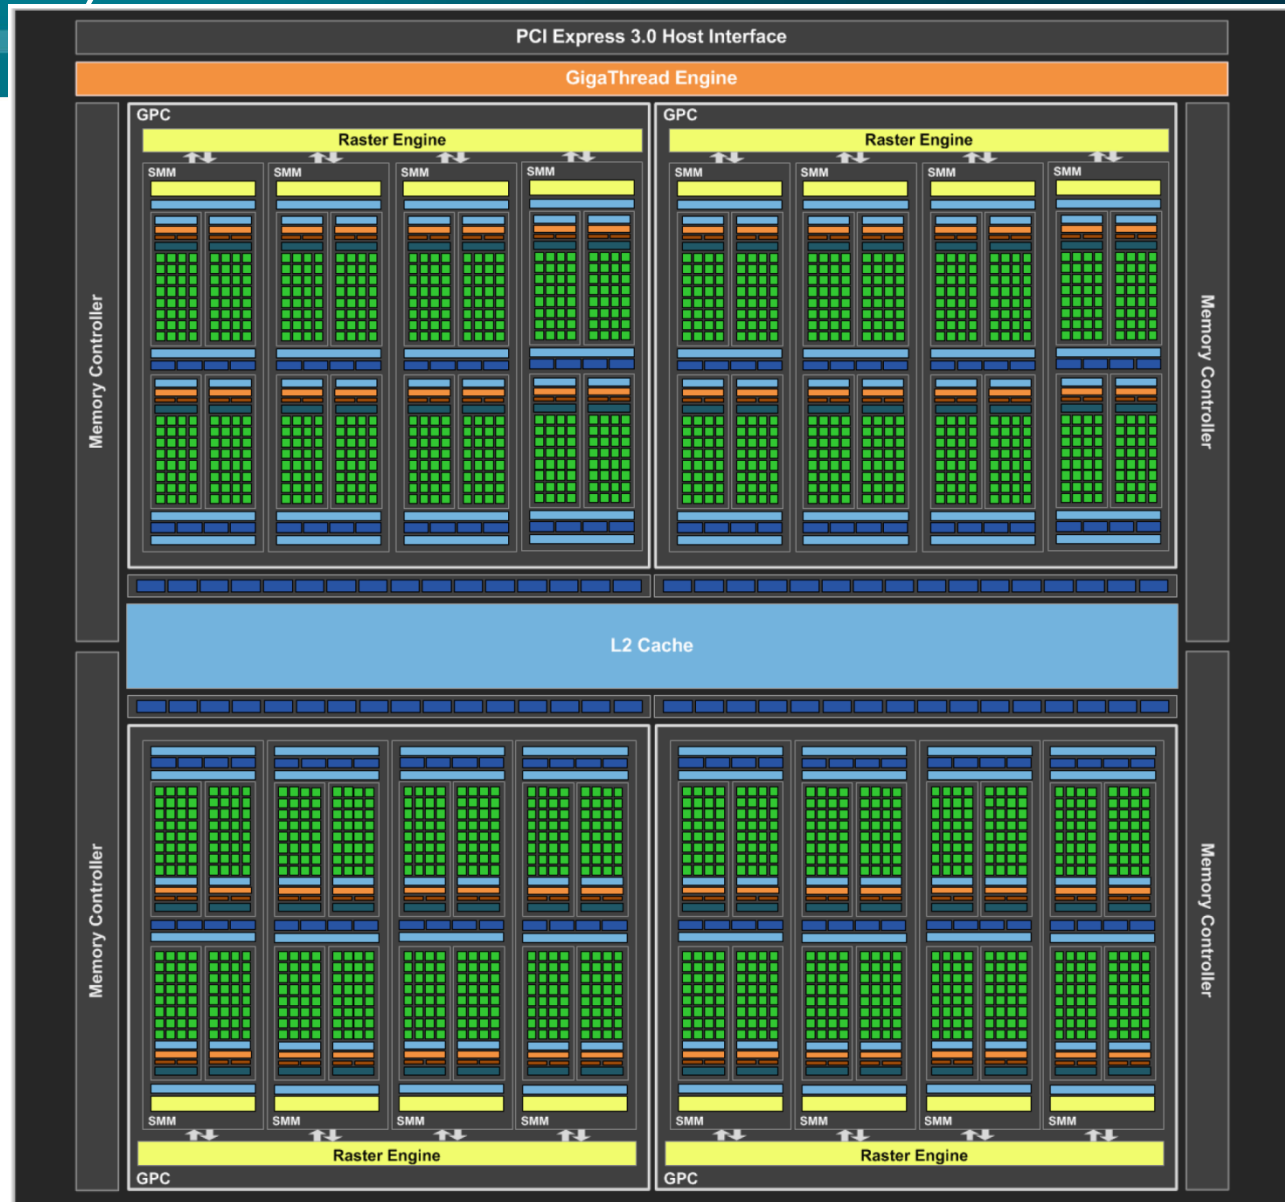 PCI Express 3.0 Host Interface
GigaThread Engine
GPC
GPC
Raster Engine
Raster Engine
SMM
SMM
SMM
SMM
SMM
SMM
SMM
SMM
Memory Controller
Memory Controller
L2 Cache
Memory Controller
Memory Controller
SMM
SMM
SMM
SMM
SMM
SMM
SMM
SMM
Raster Engine
Raster Engine
GPC
GPC